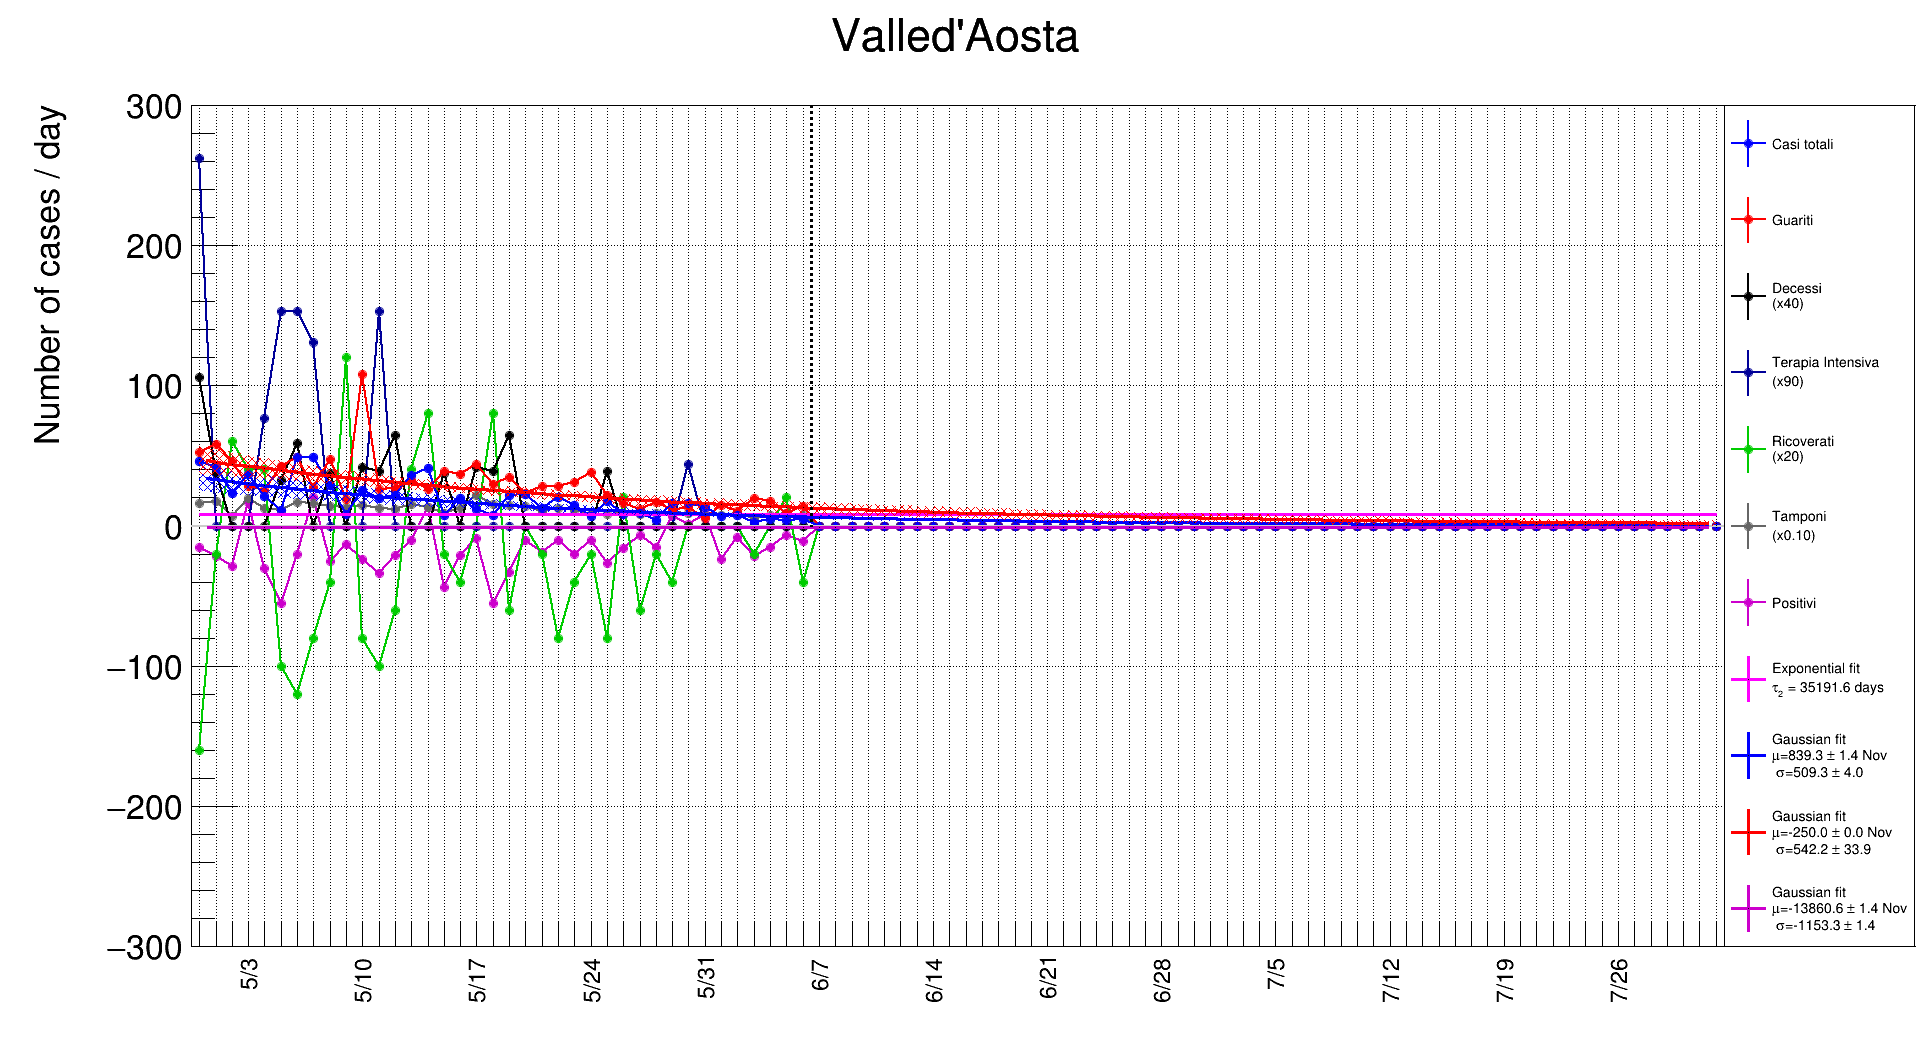 Valled'Aosta
Number of cases / day
300
200
100
0
−100
−200
−300
5/3
5/10
5/17
5/24
5/31
6/7
6/14
6/21
6/28
7/5
7/12
7/19
7/26
Casi totali
Guariti
Decessi
(x40)
Terapia Intensiva
(x90)
Ricoverati
(x20)
Tamponi
(x0.10)
Positivi
Exponential fit
τ2 = 35191.6 days
Gaussian fit
μ=839.3 ± 1.4 Nov
σ=509.3 ± 4.0
Gaussian fit
μ=-250.0 ± 0.0 Nov
σ=542.2 ± 33.9
Gaussian fit
μ=-13860.6 ± 1.4 Nov
σ=-1153.3 ± 1.4